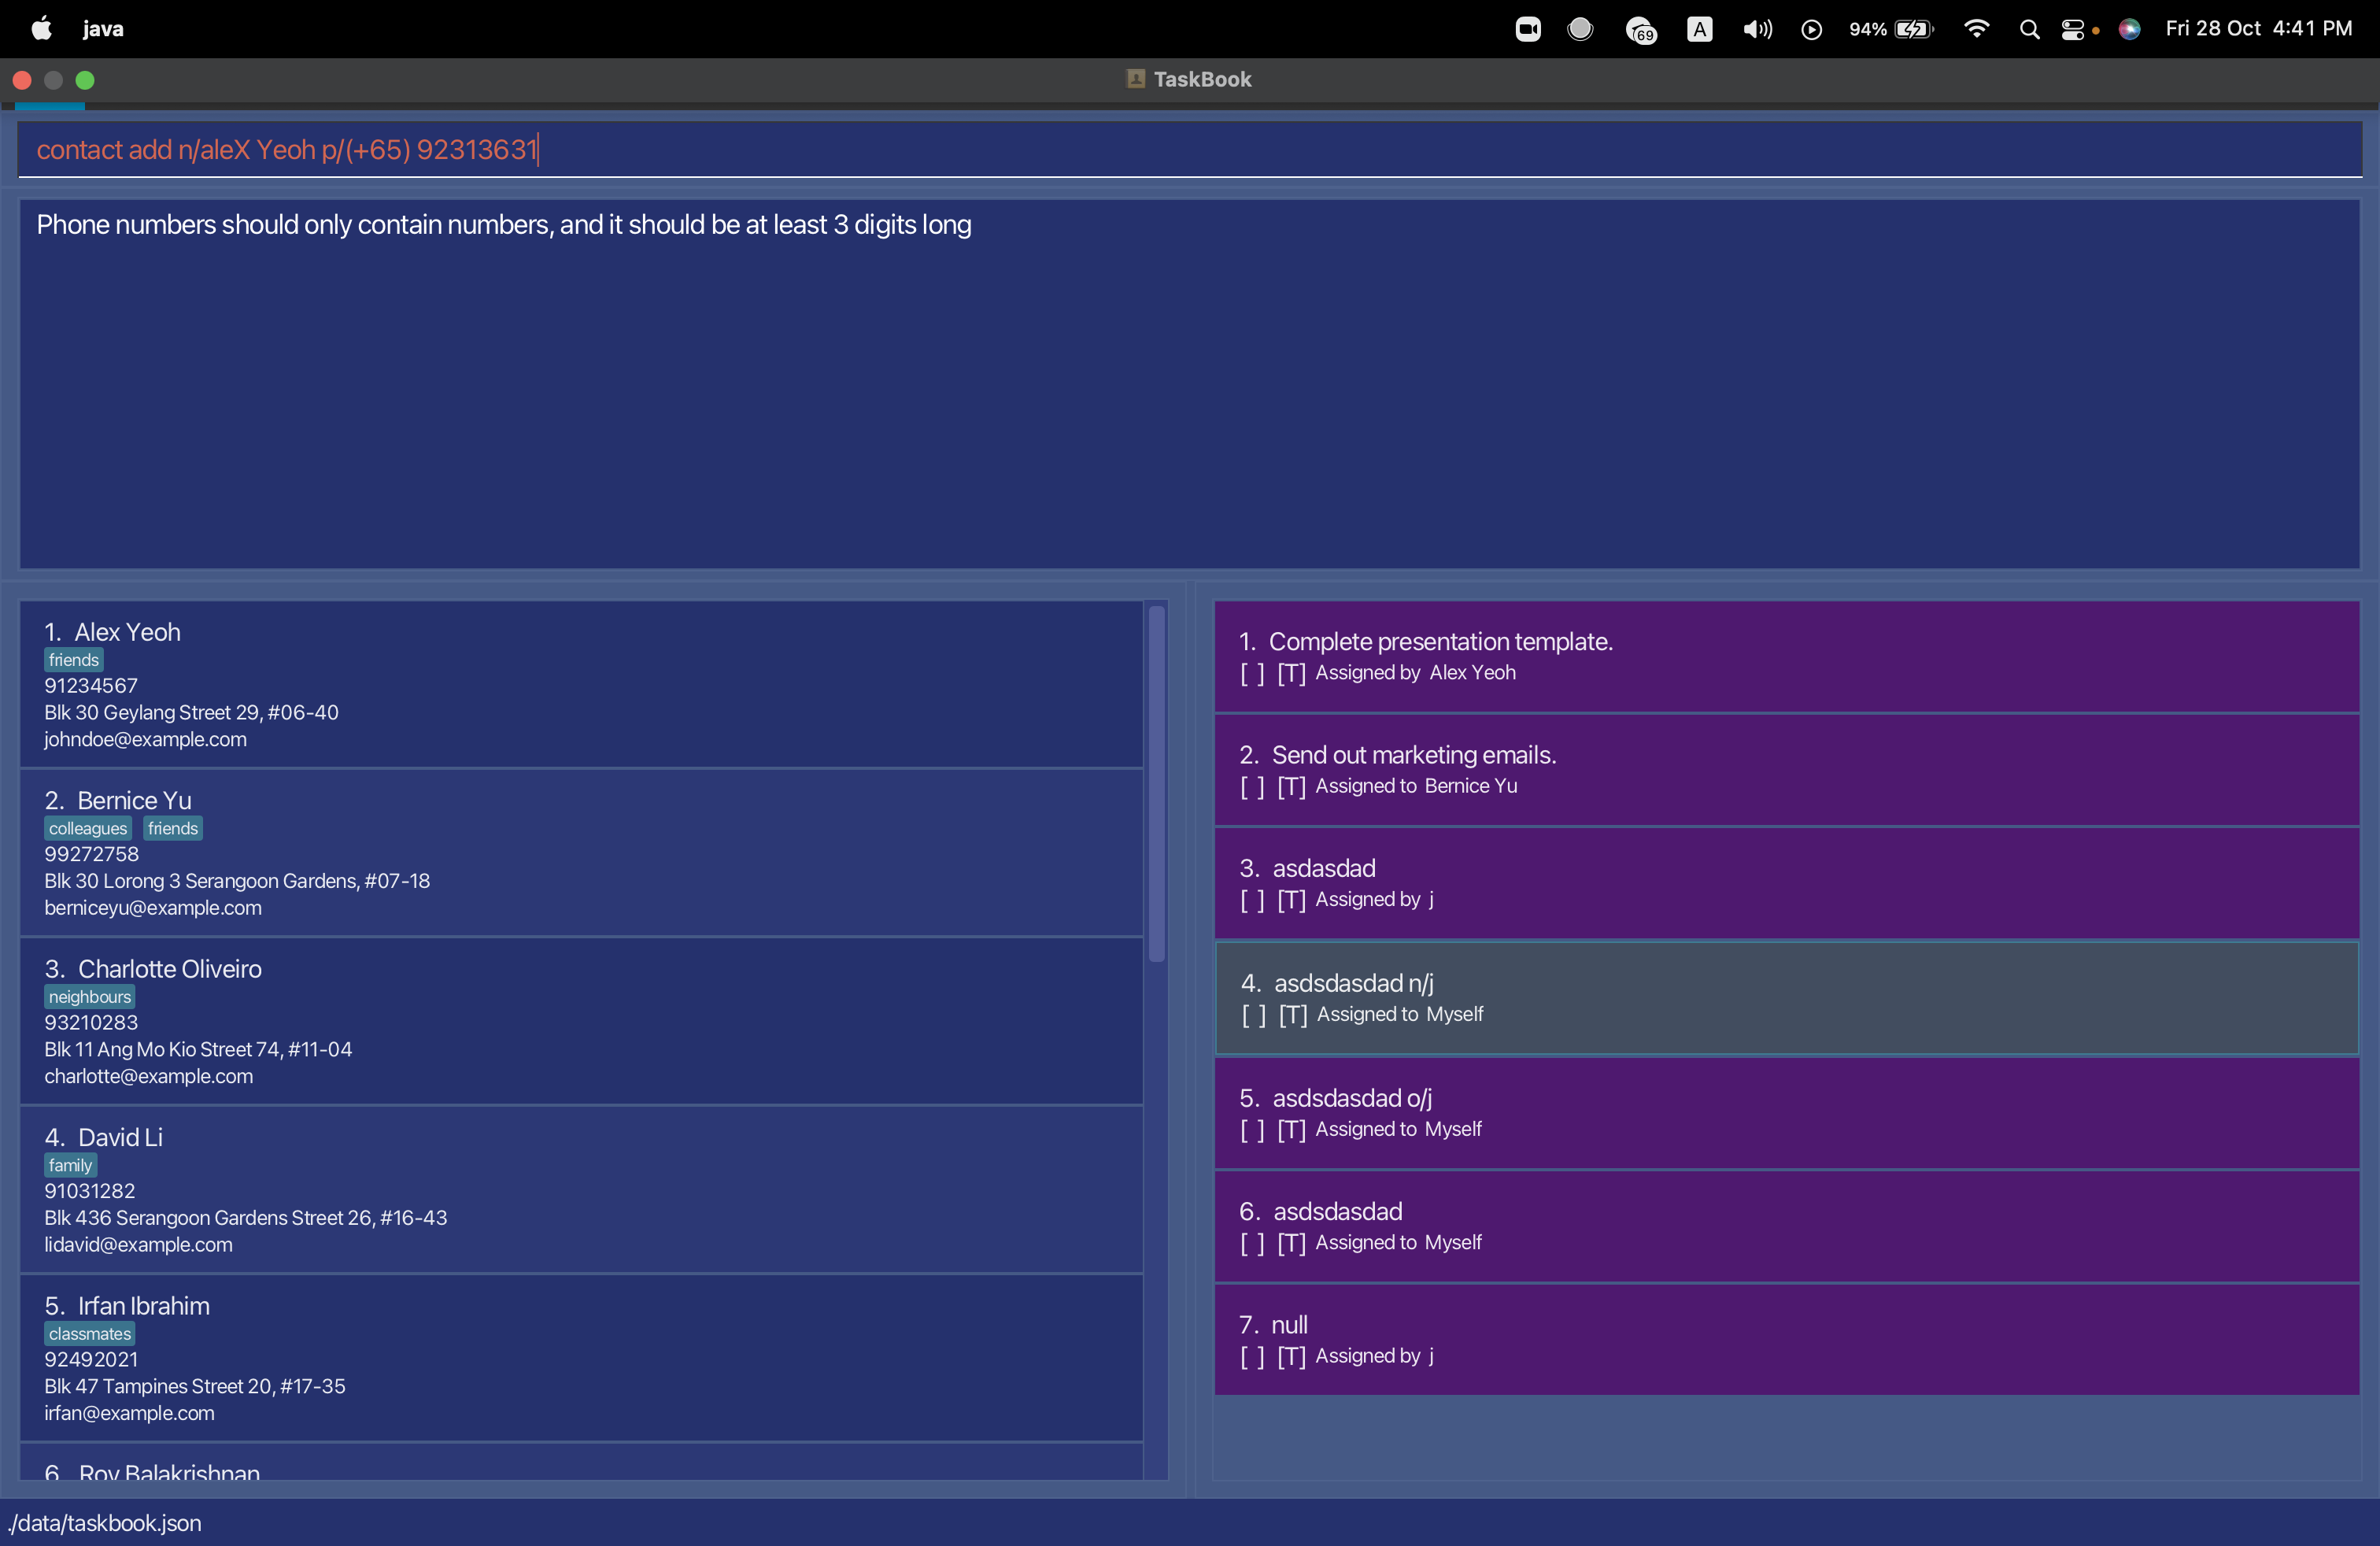 java
69
A
94%
Fri 28 Oct 4:41 PM
TaskBook
contact add n/aleX Yeoh p/(+65) 92313631
Phone numbers should only contain numbers, and it should be at least 3 digits long
1. Alex Yeoh
friends
91234567
Blk 30 Geylang Street 29, #06-40
johndoe@example.com
2. Bernice Yu
colleagues friends
99272758
Blk 30 Lorong 3 Serangoon Gardens, #07-18
berniceyu@example.com
3. Charlotte Oliveiro
neighbours
93210283
Blk 11 Ang Mo Kio Street 74, #11-04
charlotte@example.com
4. David Li
family
91031282
Blk 436 Serangoon Gardens Street 26, #16-43
lidavid@example.com
5. Irfan Ibrahim
classmates
92492021
Blk 47 Tampines Street 20, #17-35
irfan@example.com
6. Roy Balakrishnan
1. Complete presentation template.
[ ] [T] Assigned by Alex Yeoh
2. Send out marketing emails.
[ ] [T] Assigned to Bernice Yu
3. asdasdad
[ ] [T] Assigned by j
4. asdsdasdad n/j
[ ] [T] Assigned to Myself
5. asdsdasdad o/j
[ ] [T] Assigned to Myself
6. asdsdasdad
[ ] [T] Assigned to Myself
7. null
[ ] [T] Assigned by j
./data/taskbook.json